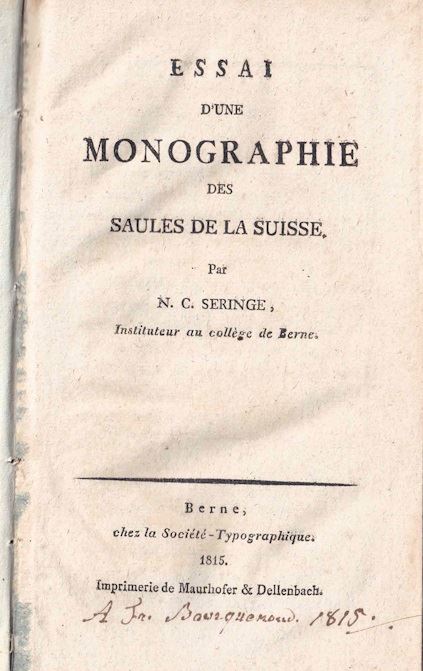 ESSAI
D'UNE
MONOGRAPHIE
DES
SAULES DE LA SUISSE.
Par
N. C. SERINGE,
Instituteur au collège de Berne.
Berne,
chez la Société-Typographique.
1815.
Imprimerie de Maurhofer & Dellenbach.
A Fr. Bourquenoud. 1815.